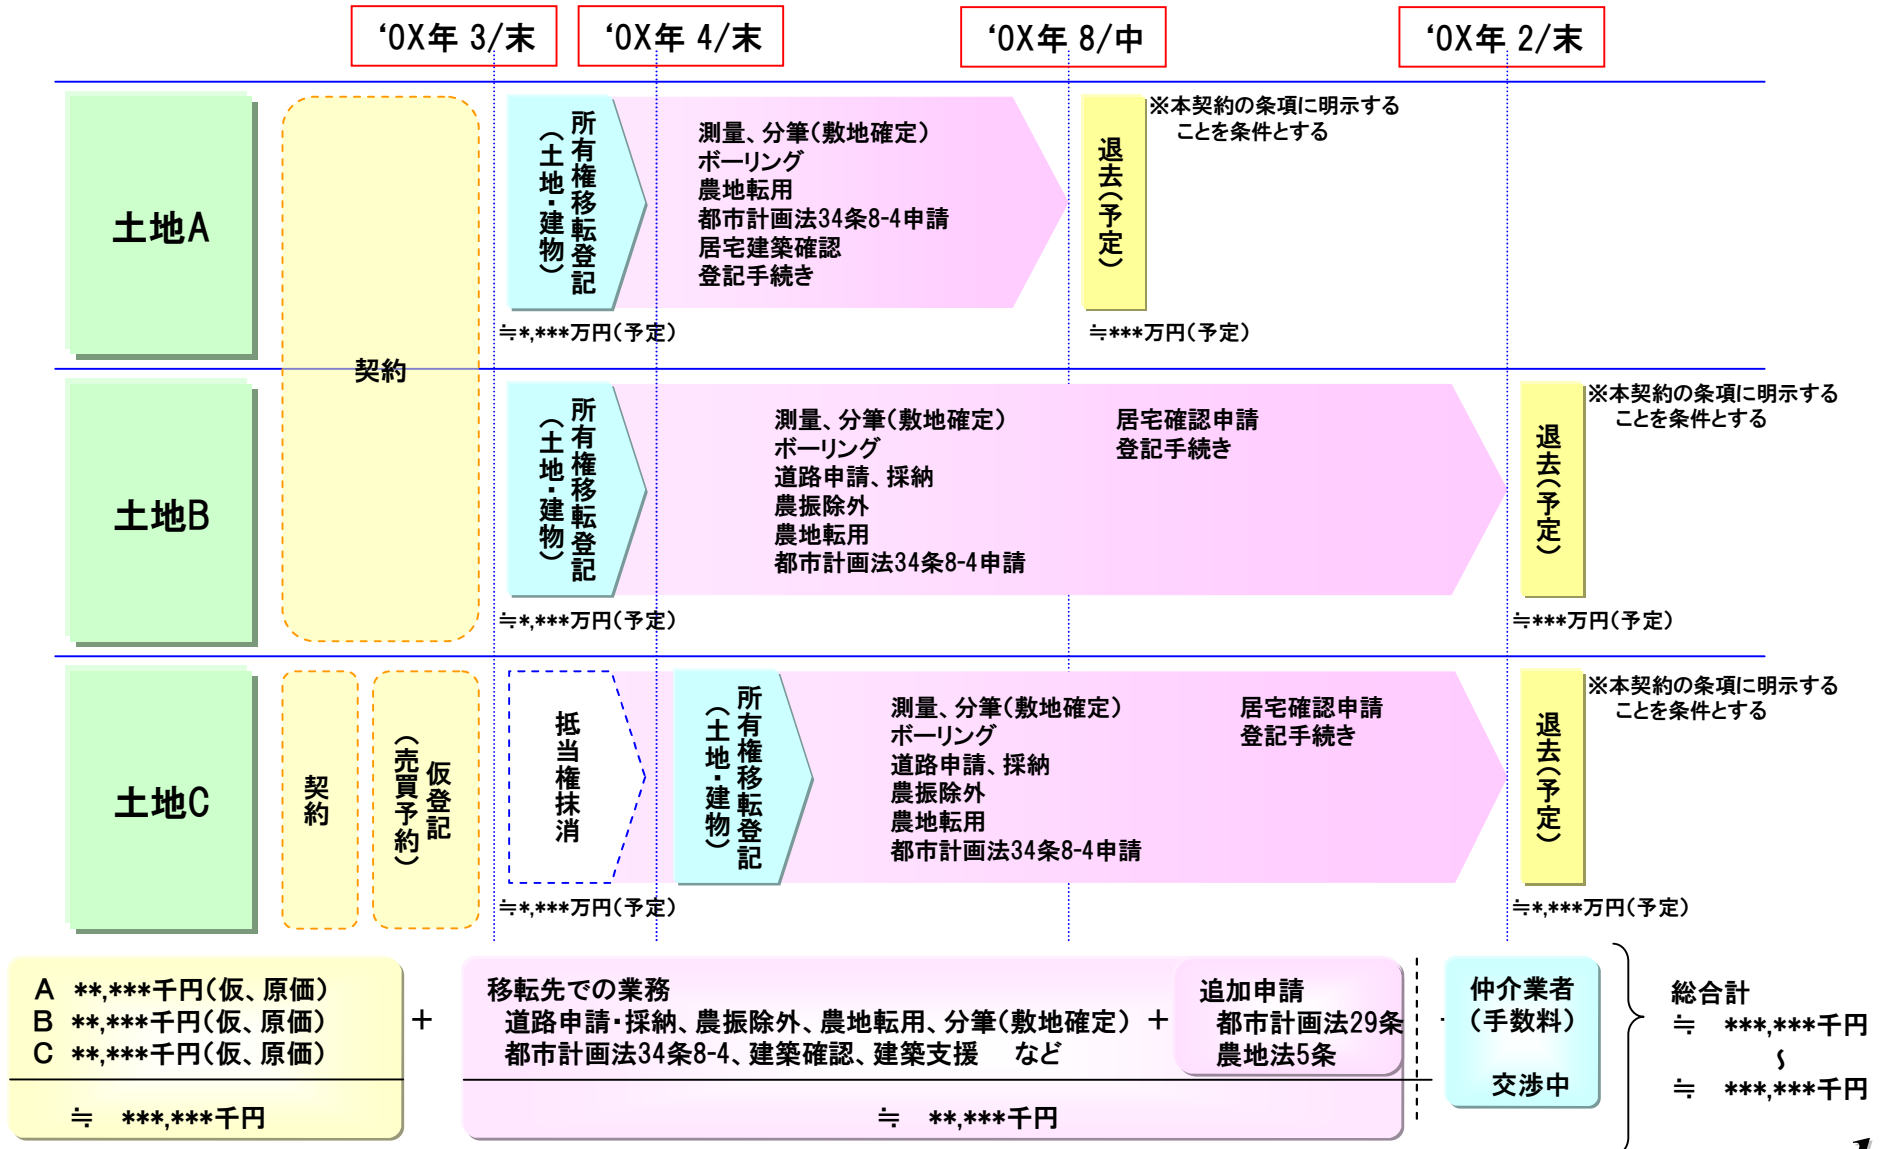 ‘0X年 3/末
‘0X年 4/末
‘0X年 8/中
‘0X年 2/末
土地A
契約
所有権移転登記
（土地・建物）
≒*,***万円（予定）
測量、分筆（敷地確定）
ボーリング
農地転用
都市計画法34条8-4申請
居宅建築確認
登記手続き
退去（予定）
≒***万円（予定）
※本契約の条項に明示する
ことを条件とする
土地B
所有権移転登記
（土地・建物）
≒*,***万円（予定）
測量、分筆（敷地確定）
ボーリング
道路申請、採納
農振除外
農地転用
都市計画法34条8-4申請
居宅確認申請
登記手続き
退去（予定）
≒***万円（予定）
※本契約の条項に明示する
ことを条件とする
土地C
契約
仮登記
（売買予約）
抵当権抹消
≒*,***万円（予定）
所有権移転登記
（土地・建物）
測量、分筆（敷地確定）
ボーリング
道路申請、採納
農振除外
農地転用
都市計画法34条8-4申請
居宅確認申請
登記手続き
退去（予定）
≒*,***万円（予定）
※本契約の条項に明示する
ことを条件とする
A **,***千円（仮、原価）
B **,***千円（仮、原価）
C **,***千円（仮、原価）
≒ ***,***千円
+
移転先での業務
道路申請・採納、農振除外、農地転用、分筆（敷地確定）
都市計画法34条8-4、建築確認、建築支援 など
+
追加申請
都市計画法29条
農地法5条
≒ **,***千円
仲介業者
（手数料）
交渉中
総合計
≒ ***,***千円
～
≒ ***,***千円